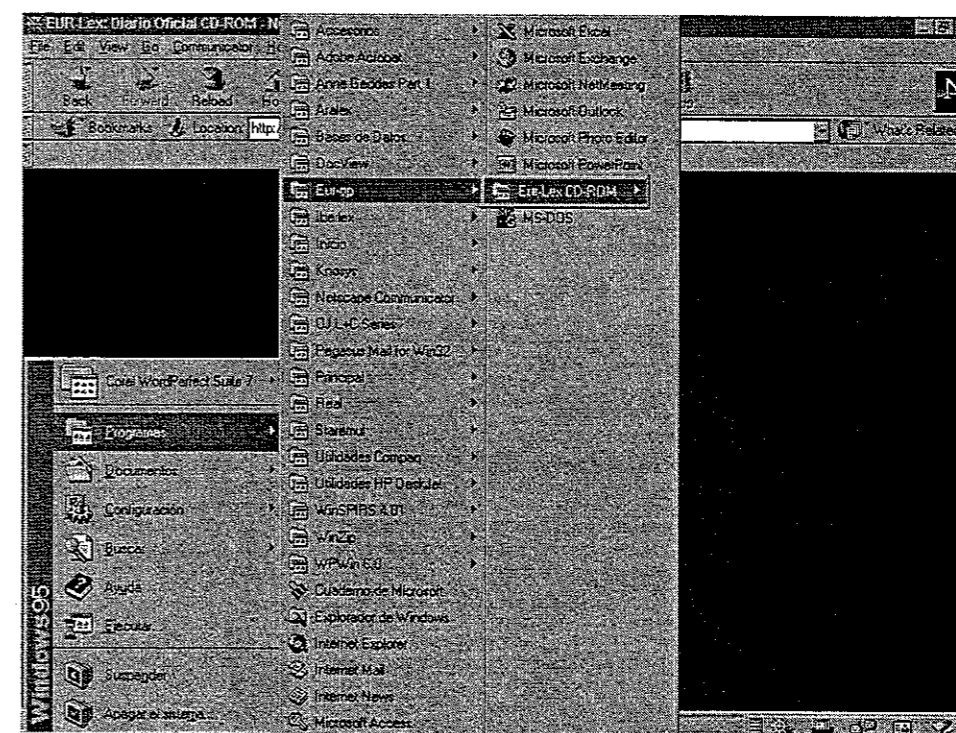 EUR-Lex: Diario Oficial CD-ROM - N
File Edit View Go Communicator H
Back Forward Reload Ho
Bookmarks Location http:/
What's Related
Corel WordPerfect Suite 7
Programas
Documentos
Configuración
Buscar
Ayuda
Ejecutar...
Suspender
Apagar el sistema...
Windows95
Accesorios
Adobe Acrobat
Anne Geddes Part 1
Aralex
Bases de Datos
DocView
Eur-op
Iberlex
Inicio
Knosys
Netscape Communicator
OJ L+C Series
Pegasus Mail for Win32
Principal
Real
Starsmut
Utilidades Compaq
Utilidades HP DeskJet
WinSPIRS 4.01
WinZip
WPWin 6.0
Cuaderno de Microsoft
Explorador de Windows
Internet Explorer
Internet Mail
Internet News
Microsoft Access
Microsoft Excel
Microsoft Exchange
Microsoft NetMeeting
Microsoft Outlook
Microsoft Photo Editor
Microsoft PowerPoint
Eur-Lex CD-ROM
MS-DOS